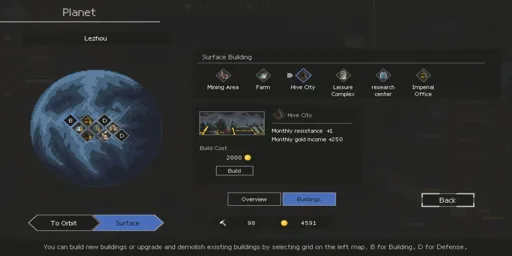 Planet
Lezhou
B
D
D
To Orbit
Surface
Surface Building
Mining Area
Farm
Hive City
Leisure
Complex
research
center
Imperial
Office
Hive City
Monthly resistance +1
Monthly gold income +250
Build Cost
2000
Build
Overview
Buildings
98
4591
Back
You can build new buildings or upgrade and demolish existing buildings by selecting grid on the left map. B for Building, D for Defense.